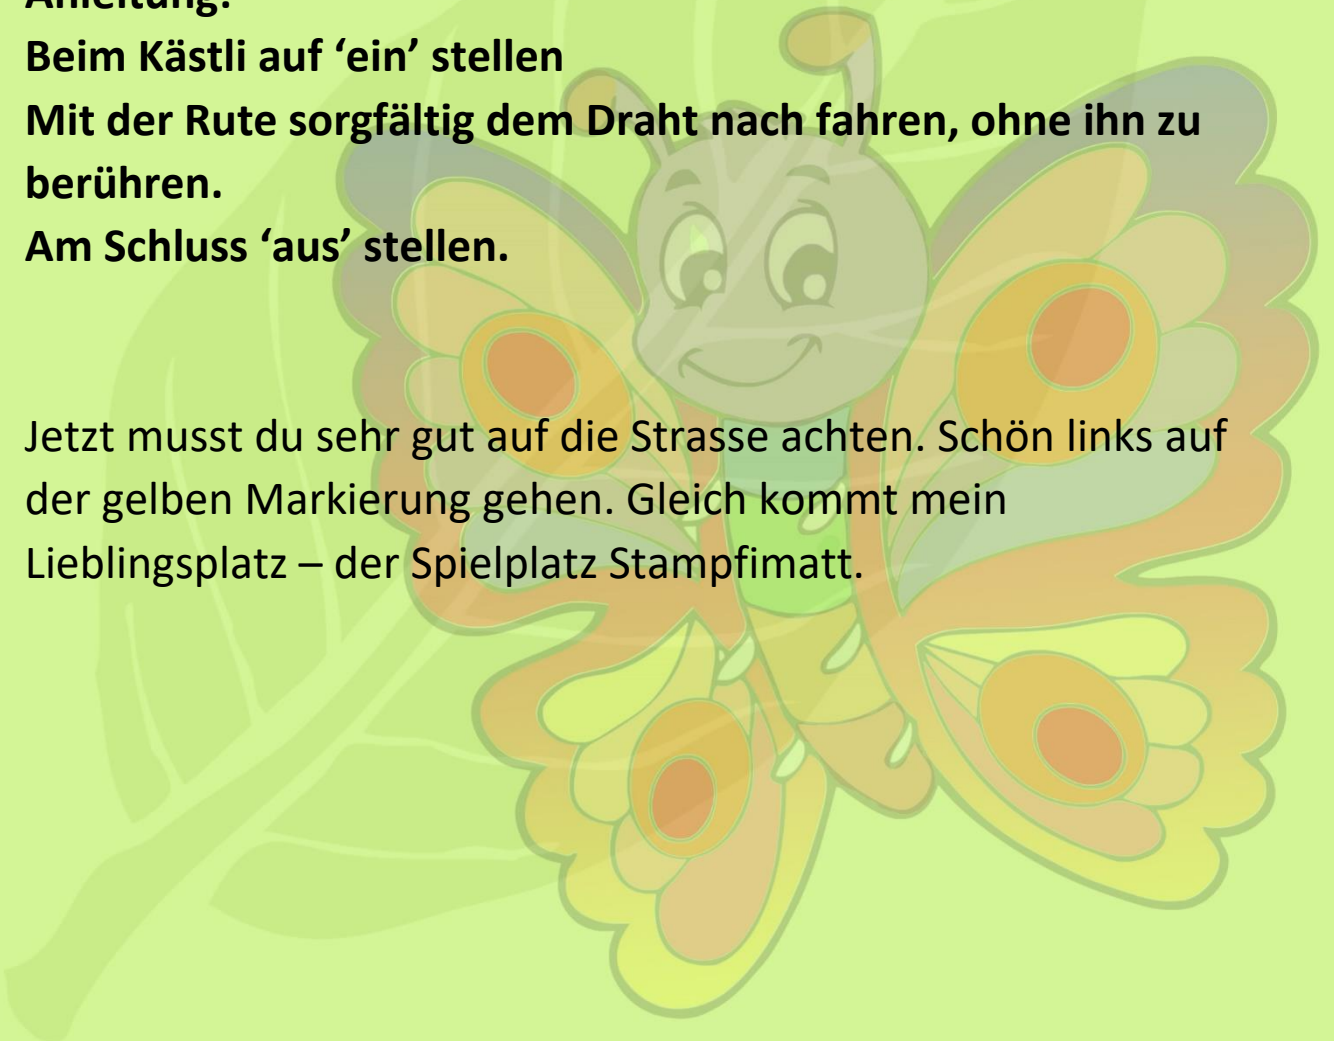 Anleitung:
Beim Kästli auf ‘ein’ stellen
Mit der Rute sorgfältig dem Draht nach fahren, ohne ihn zu
berühren.
Am Schluss ‘aus’ stellen.
Jetzt musst du sehr gut auf die Strasse achten. Schön links auf
der gelben Markierung gehen. Gleich kommt mein
Lieblingsplatz – der Spielplatz Stampfimatt.